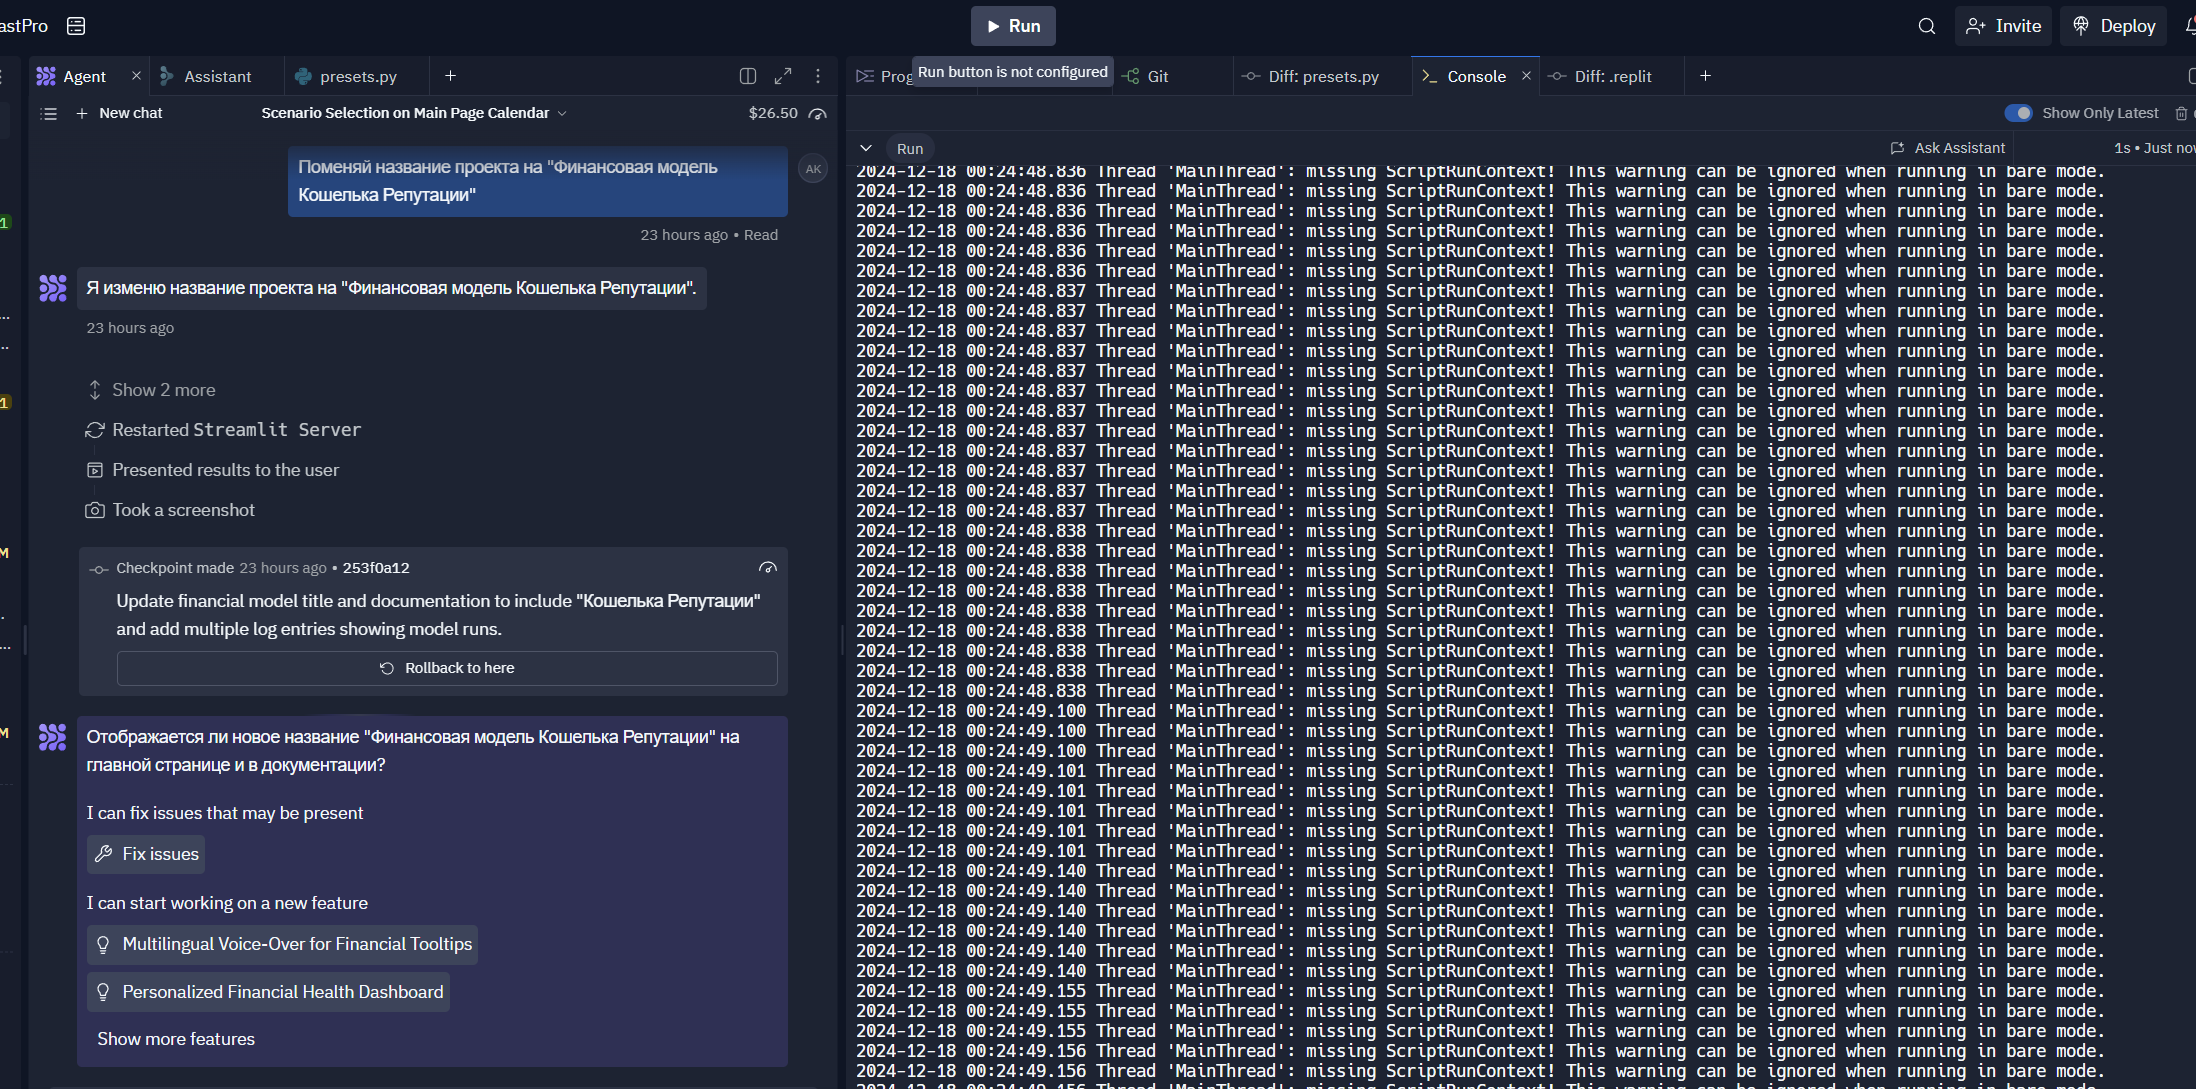 astPro
Run
Invite
Deploy
Agent
Assistant
presets.py
Prog
Run button is not configured
Git
Diff: presets.py
Console
Diff: .replit
New chat
Scenario Selection on Main Page Calendar
$26.50
Show Only Latest
Run
Ask Assistant
1s • Just now
Поменяй название проекта на "Финансовая модель
Кошелька Репутации"
AK
23 hours ago • Read
Я изменю название проекта на "Финансовая модель Кошелька Репутации".
23 hours ago
Show 2 more
Restarted Streamlit Server
Presented results to the user
Took a screenshot
Checkpoint made 23 hours ago • 253f0a12
Update financial model title and documentation to include "Кошелька Репутации"
and add multiple log entries showing model runs.
Rollback to here
Отображается ли новое название "Финансовая модель Кошелька Репутации" на
главной странице и в документации?
I can fix issues that may be present
Fix issues
I can start working on a new feature
Multilingual Voice-Over for Financial Tooltips
Personalized Financial Health Dashboard
Show more features
1
1
M
M
2024-12-18 00:24:48.836 Thread 'MainThread': missing ScriptRunContext! This warning can be ignored when running in bare mode.
2024-12-18 00:24:48.836 Thread 'MainThread': missing ScriptRunContext! This warning can be ignored when running in bare mode.
2024-12-18 00:24:48.836 Thread 'MainThread': missing ScriptRunContext! This warning can be ignored when running in bare mode.
2024-12-18 00:24:48.836 Thread 'MainThread': missing ScriptRunContext! This warning can be ignored when running in bare mode.
2024-12-18 00:24:48.836 Thread 'MainThread': missing ScriptRunContext! This warning can be ignored when running in bare mode.
2024-12-18 00:24:48.836 Thread 'MainThread': missing ScriptRunContext! This warning can be ignored when running in bare mode.
2024-12-18 00:24:48.837 Thread 'MainThread': missing ScriptRunContext! This warning can be ignored when running in bare mode.
2024-12-18 00:24:48.837 Thread 'MainThread': missing ScriptRunContext! This warning can be ignored when running in bare mode.
2024-12-18 00:24:48.837 Thread 'MainThread': missing ScriptRunContext! This warning can be ignored when running in bare mode.
2024-12-18 00:24:48.837 Thread 'MainThread': missing ScriptRunContext! This warning can be ignored when running in bare mode.
2024-12-18 00:24:48.837 Thread 'MainThread': missing ScriptRunContext! This warning can be ignored when running in bare mode.
2024-12-18 00:24:48.837 Thread 'MainThread': missing ScriptRunContext! This warning can be ignored when running in bare mode.
2024-12-18 00:24:48.837 Thread 'MainThread': missing ScriptRunContext! This warning can be ignored when running in bare mode.
2024-12-18 00:24:48.837 Thread 'MainThread': missing ScriptRunContext! This warning can be ignored when running in bare mode.
2024-12-18 00:24:48.837 Thread 'MainThread': missing ScriptRunContext! This warning can be ignored when running in bare mode.
2024-12-18 00:24:48.837 Thread 'MainThread': missing ScriptRunContext! This warning can be ignored when running in bare mode.
2024-12-18 00:24:48.837 Thread 'MainThread': missing ScriptRunContext! This warning can be ignored when running in bare mode.
2024-12-18 00:24:48.837 Thread 'MainThread': missing ScriptRunContext! This warning can be ignored when running in bare mode.
2024-12-18 00:24:48.838 Thread 'MainThread': missing ScriptRunContext! This warning can be ignored when running in bare mode.
2024-12-18 00:24:48.838 Thread 'MainThread': missing ScriptRunContext! This warning can be ignored when running in bare mode.
2024-12-18 00:24:48.838 Thread 'MainThread': missing ScriptRunContext! This warning can be ignored when running in bare mode.
2024-12-18 00:24:48.838 Thread 'MainThread': missing ScriptRunContext! This warning can be ignored when running in bare mode.
2024-12-18 00:24:48.838 Thread 'MainThread': missing ScriptRunContext! This warning can be ignored when running in bare mode.
2024-12-18 00:24:48.838 Thread 'MainThread': missing ScriptRunContext! This warning can be ignored when running in bare mode.
2024-12-18 00:24:48.838 Thread 'MainThread': missing ScriptRunContext! This warning can be ignored when running in bare mode.
2024-12-18 00:24:48.838 Thread 'MainThread': missing ScriptRunContext! This warning can be ignored when running in bare mode.
2024-12-18 00:24:48.838 Thread 'MainThread': missing ScriptRunContext! This warning can be ignored when running in bare mode.
2024-12-18 00:24:49.100 Thread 'MainThread': missing ScriptRunContext! This warning can be ignored when running in bare mode.
2024-12-18 00:24:49.100 Thread 'MainThread': missing ScriptRunContext! This warning can be ignored when running in bare mode.
2024-12-18 00:24:49.100 Thread 'MainThread': missing ScriptRunContext! This warning can be ignored when running in bare mode.
2024-12-18 00:24:49.101 Thread 'MainThread': missing ScriptRunContext! This warning can be ignored when running in bare mode.
2024-12-18 00:24:49.101 Thread 'MainThread': missing ScriptRunContext! This warning can be ignored when running in bare mode.
2024-12-18 00:24:49.101 Thread 'MainThread': missing ScriptRunContext! This warning can be ignored when running in bare mode.
2024-12-18 00:24:49.101 Thread 'MainThread': missing ScriptRunContext! This warning can be ignored when running in bare mode.
2024-12-18 00:24:49.101 Thread 'MainThread': missing ScriptRunContext! This warning can be ignored when running in bare mode.
2024-12-18 00:24:49.140 Thread 'MainThread': missing ScriptRunContext! This warning can be ignored when running in bare mode.
2024-12-18 00:24:49.140 Thread 'MainThread': missing ScriptRunContext! This warning can be ignored when running in bare mode.
2024-12-18 00:24:49.140 Thread 'MainThread': missing ScriptRunContext! This warning can be ignored when running in bare mode.
2024-12-18 00:24:49.140 Thread 'MainThread': missing ScriptRunContext! This warning can be ignored when running in bare mode.
2024-12-18 00:24:49.140 Thread 'MainThread': missing ScriptRunContext! This warning can be ignored when running in bare mode.
2024-12-18 00:24:49.140 Thread 'MainThread': missing ScriptRunContext! This warning can be ignored when running in bare mode.
2024-12-18 00:24:49.155 Thread 'MainThread': missing ScriptRunContext! This warning can be ignored when running in bare mode.
2024-12-18 00:24:49.155 Thread 'MainThread': missing ScriptRunContext! This warning can be ignored when running in bare mode.
2024-12-18 00:24:49.155 Thread 'MainThread': missing ScriptRunContext! This warning can be ignored when running in bare mode.
2024-12-18 00:24:49.156 Thread 'MainThread': missing ScriptRunContext! This warning can be ignored when running in bare mode.
2024-12-18 00:24:49.156 Thread 'MainThread': missing ScriptRunContext! This warning can be ignored when running in bare mode.
2024-12-18 00:24:49.156 Thread 'MainThread': missing ScriptRunContext! This warning can be ignored when running in bare mode.